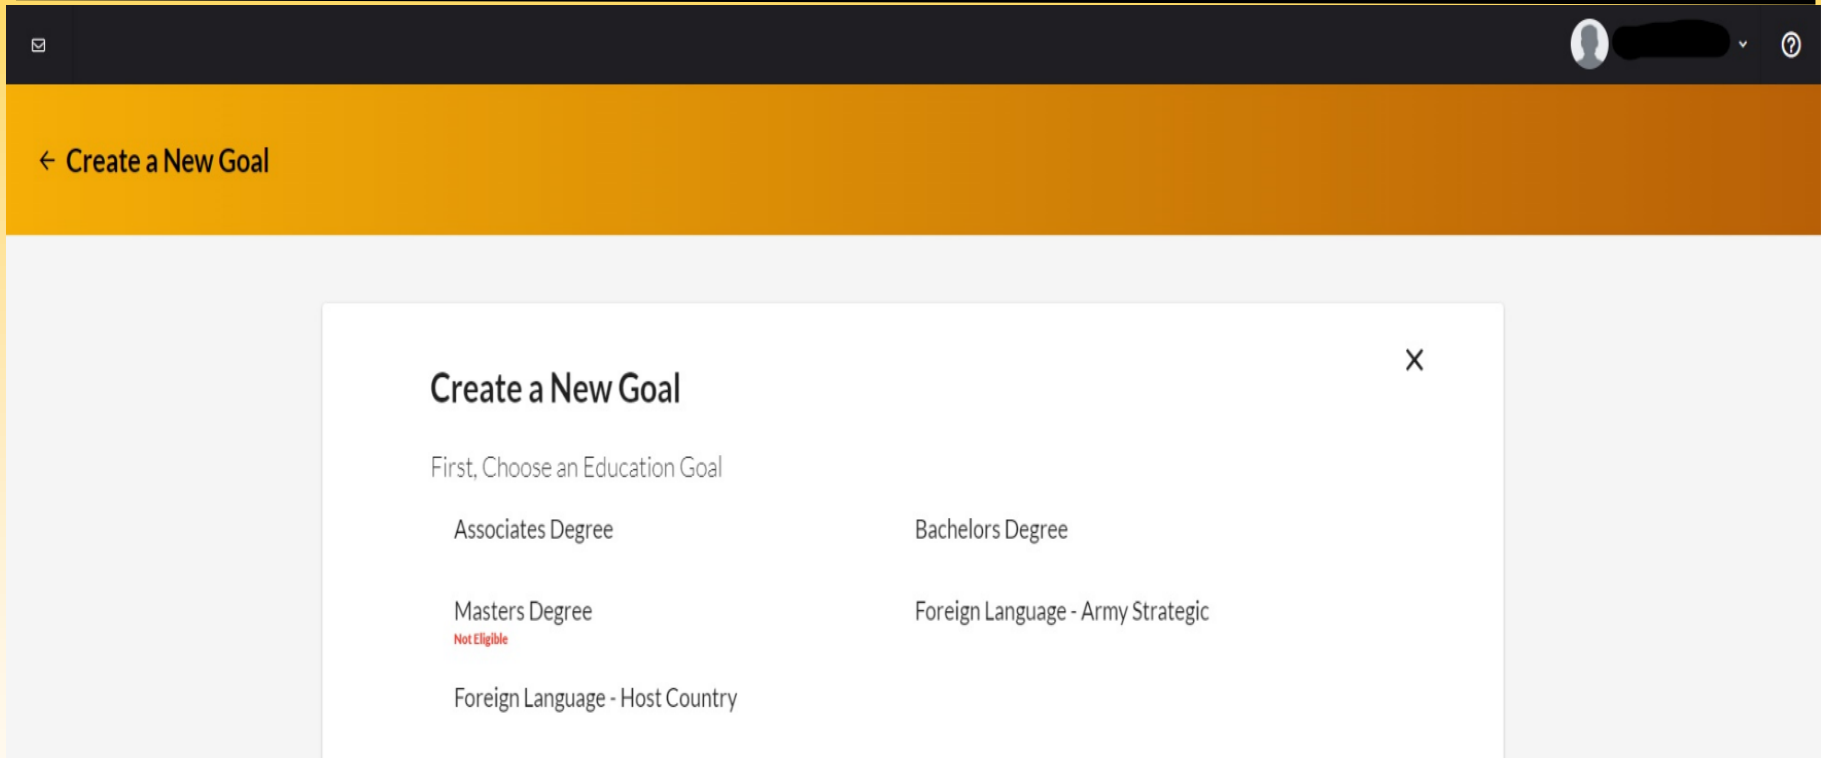 Create a New Goal
Create a New Goal
First, Choose an Education Goal
Associates Degree
Bachelors Degree
Masters Degree
Not Eligible
Foreign Language - Army Strategic
Foreign Language - Host Country